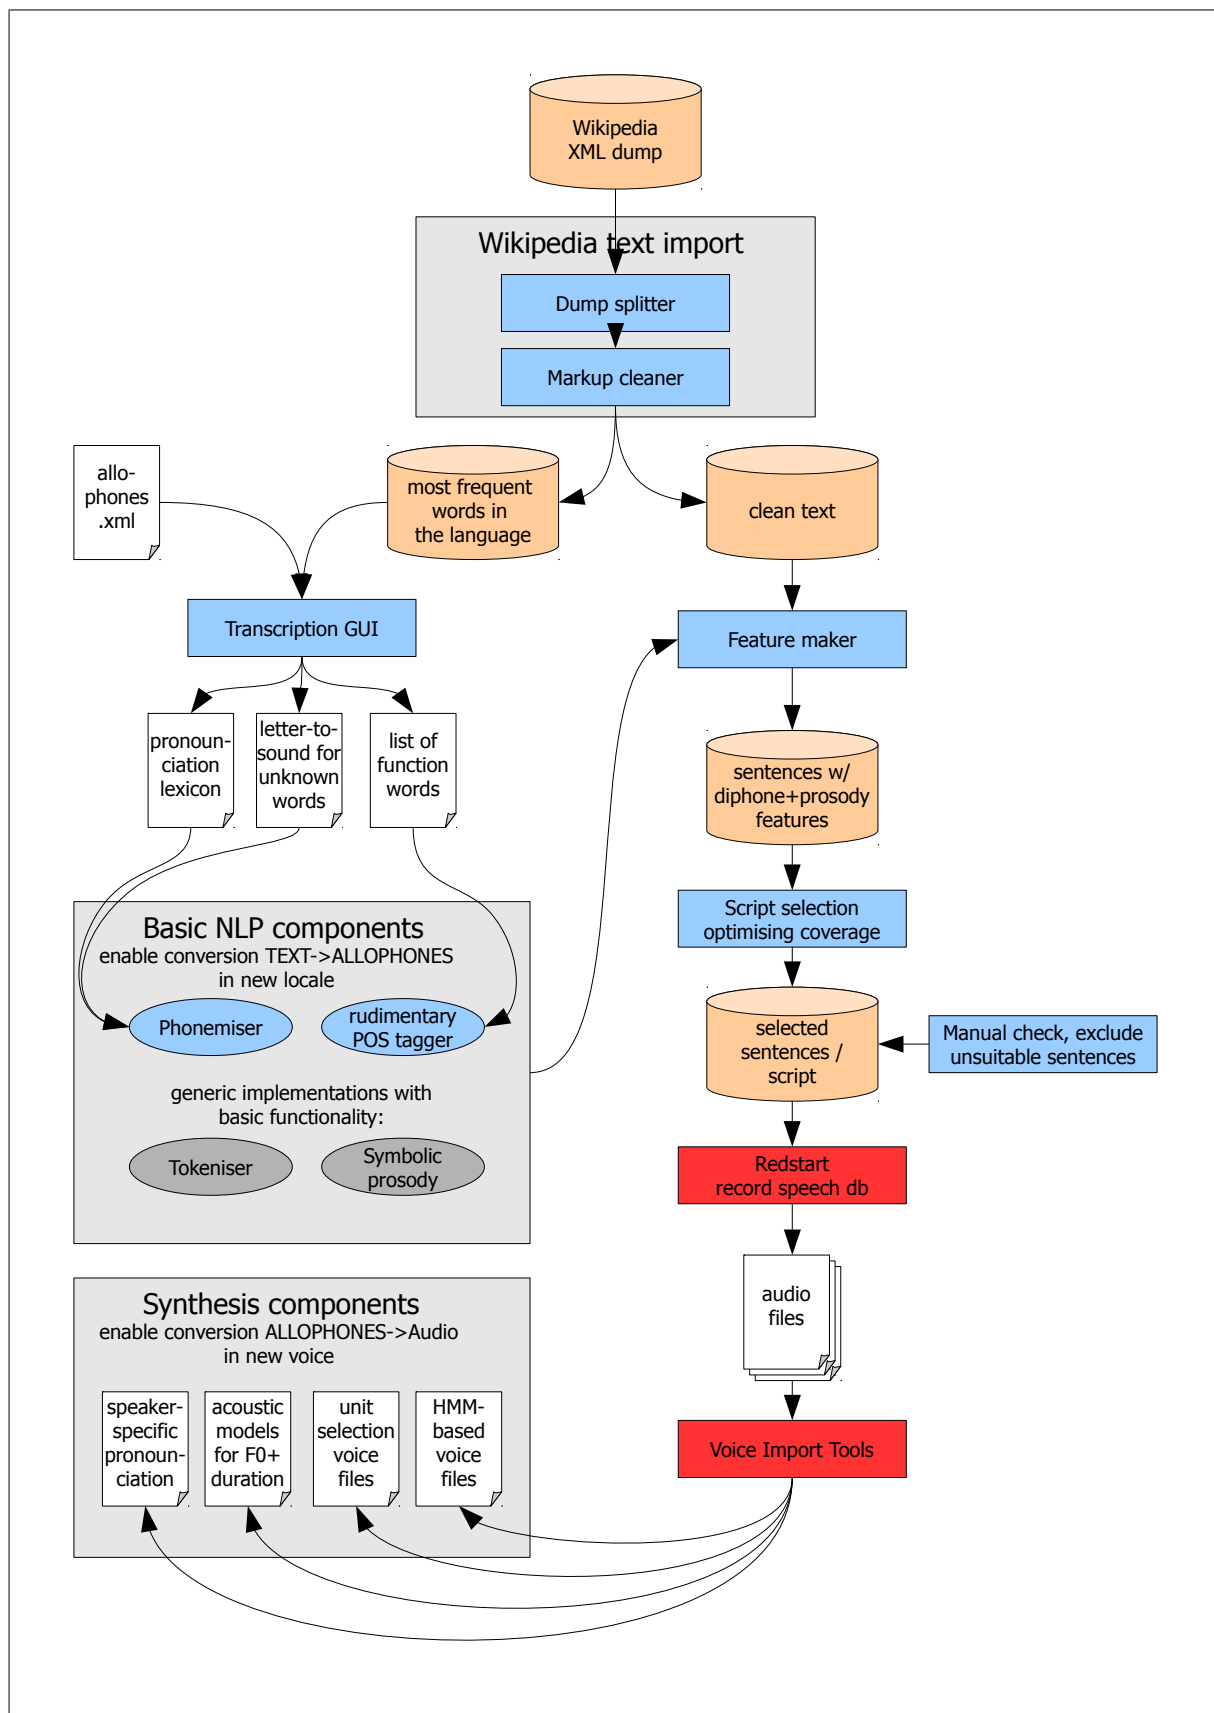 Wikipedia
XML dump
Wikipedia text import
Dump splitter
Markup cleaner
allo-
phones
.xml
most frequent
words in
the language
clean text
Transcription GUI
Feature maker
pronoun-
ciation
lexicon
letter-to-
sound for
unknown
words
list of
function
words
sentences w/
diphone+prosody
features
Script selection
optimising coverage
Basic NLP components
enable conversion TEXT->ALLOPHONES
in new locale
Phonemiser
rudimentary
POS tagger
generic implementations with
basic functionality:
Tokeniser
Symbolic
prosody
selected
sentences /
script
Manual check, exclude
unsuitable sentences
Redstart
record speech db
audio
files
Synthesis components
enable conversion ALLOPHONES->Audio
in new voice
speaker-
specific
pronoun-
ciation
acoustic
models
for F0+
duration
unit
selection
voice
files
HMM-
based
voice
files
Voice Import Tools